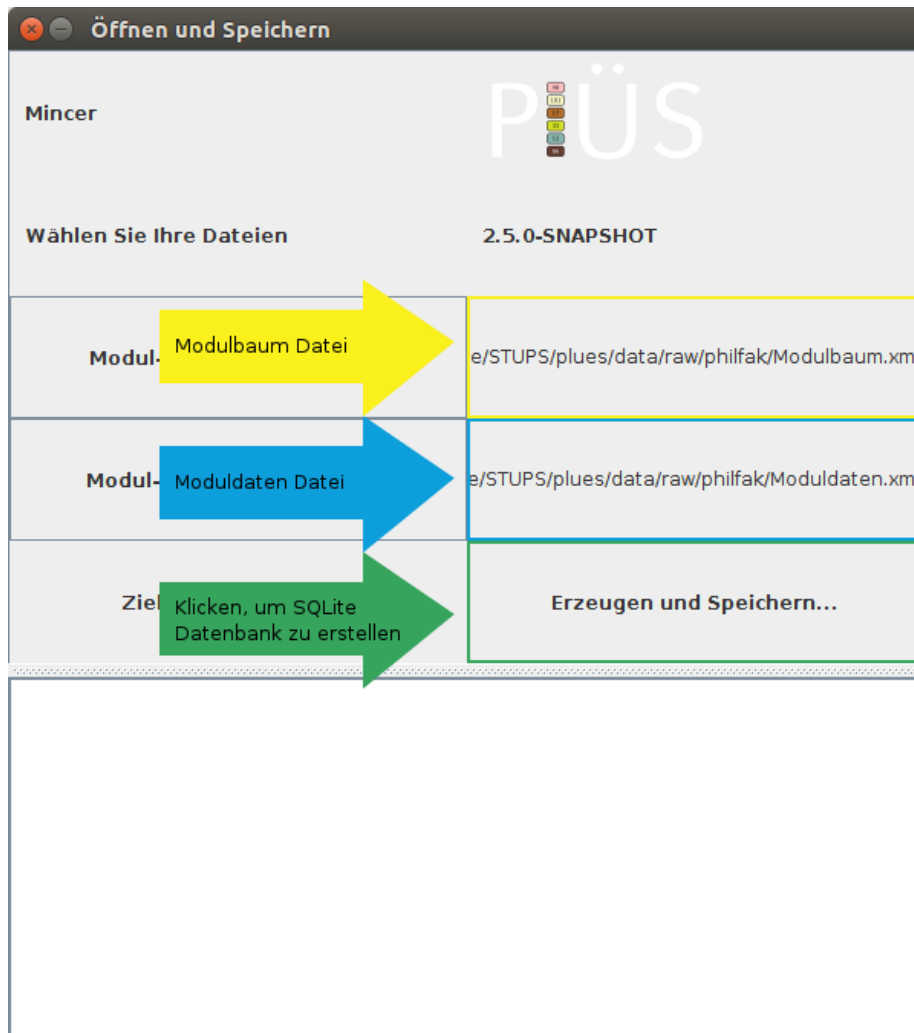 Öffnen und Speichern
Mincer
PlÜS
Wählen Sie Ihre Dateien
2.5.0-SNAPSHOT
Modul-
Modulbaum Datei
e/STUPS/plues/data/raw/philfak/Modulbaum.xm
Modul-
Moduldaten Datei
e/STUPS/plues/data/raw/philfak/Moduldaten.xm
Ziel
Klicken, um SQLite
Datenbank zu erstellen
Erzeugen und Speichern...